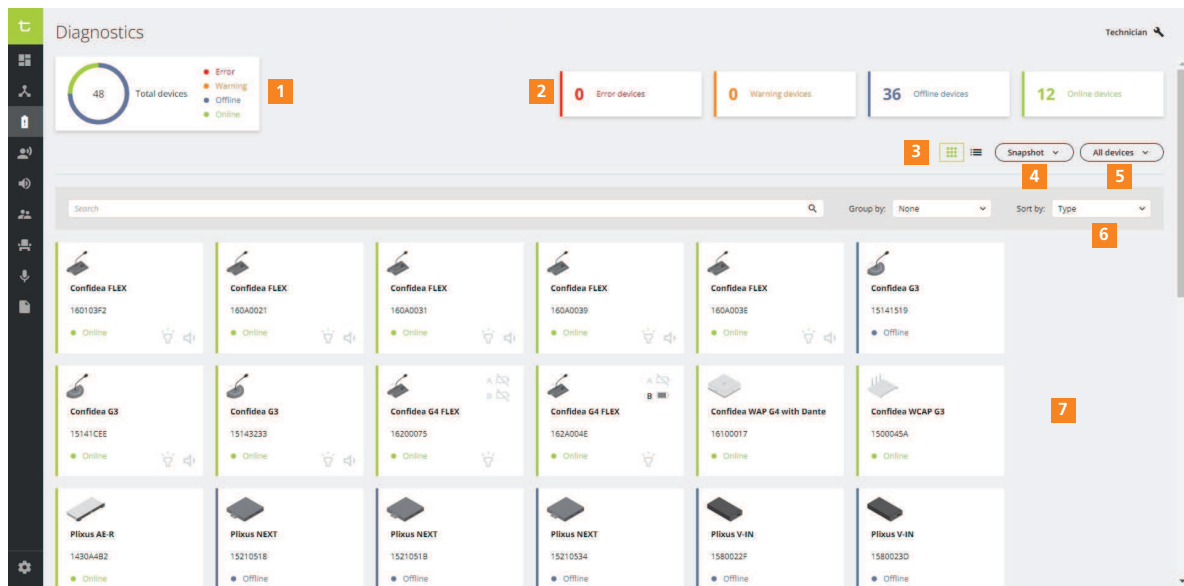 t
Diagnostics
Technician
48
Total devices
Error
Warning
Offline
Online
1
2
0 Error devices
0 Warning devices
36 Offline devices
12 Online devices
3
Snapshot
All devices
4
5
Search
Group by: None
Sort by: Type
6
Confidea FLEX
160103F2
Online
Confidea FLEX
160A0021
Online
Confidea FLEX
160A0031
Online
Confidea FLEX
160A0039
Online
Confidea FLEX
160A003E
Online
Confidea G3
15141519
Offline
Confidea G3
15141CEE
Online
Confidea G3
15143233
Online
A
B
Confidea G4 FLEX
16200075
Online
A
B
Confidea G4 FLEX
162A004E
Online
Confidea WAP G4 with Dante
16100017
Online
Confidea WCAP G3
1500045A
Online
7
Plixus AE-R
1430A4B2
Online
Plixus NEXT
15210518
Offline
Plixus NEXT
1521051B
Offline
Plixus NEXT
15210534
Offline
Plixus V-IN
1580022F
Offline
Plixus V-IN
1580023D
Offline